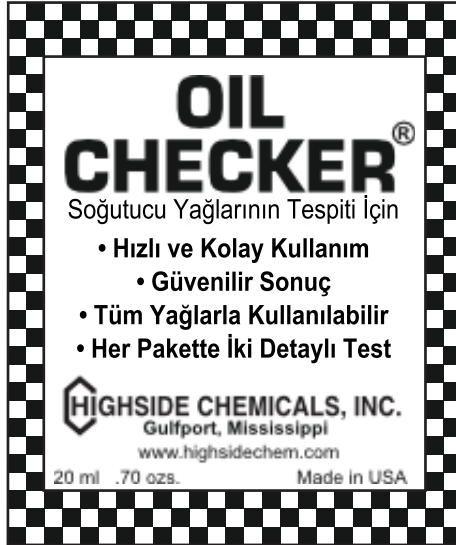 OIL
CHECKER®
Soğutucu Yağlarının Tespiti İçin
• Hızlı ve Kolay Kullanım
• Güvenilir Sonuç
• Tüm Yağlarla Kullanılabilir
• Her Pakette İki Detaylı Test
HIGHSIDE CHEMICALS, INC.
Gulfport, Mississippi
www.highsidechem.com
20 ml .70 ozs. Made in USA